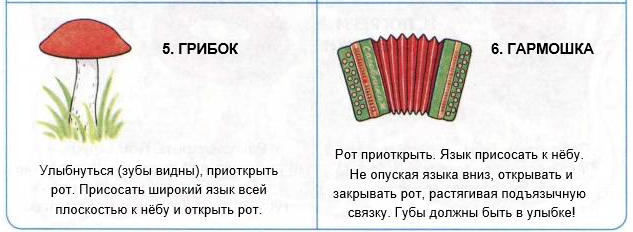 5. ГРИБОК
Улыбнуться (зубы видны), приоткрыть
рот. Присосать широкий язык всей
плоскостью к нёбу и открыть рот.
6. ГАРМОШКА
Рот приоткрыть. Язык присосать к нёбу.
Не опуская языка вниз, открывать и
закрывать рот, растягивая подъязычную
связку. Губы должны быть в улыбке!